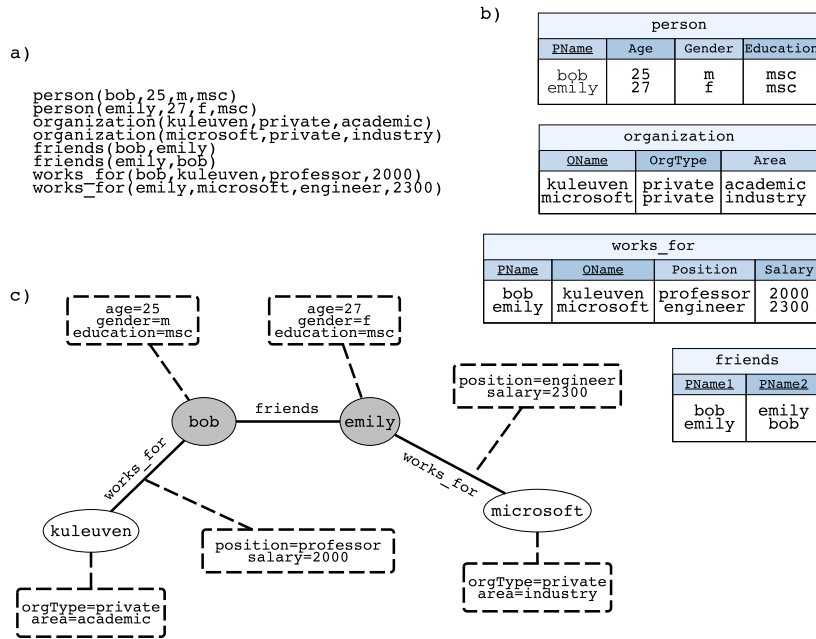 a)
person(bob,25,m,msc)
person(emily,27,f,msc)
organization(kuleuven,private,academic)
organization(microsoft,private,industry)
friends(bob,emily)
friends(emily,bob)
works_for(bob,kuleuven,professor,2000)
works_for(emily,microsoft,engineer,2300)
b)
person
PName Age Gender Education
bob 25 m msc
emily 27 f msc
organization
OName OrgType Area
kuleuven private academic
microsoft private industry
works_for
PName OName Position Salary
bob kuleuven professor 2000
emily microsoft engineer 2300
friends
PName1 PName2
bob emily
emily bob
c)
age=25
gender=m
education=msc
age=27
gender=f
education=msc
position=engineer
salary=2300
bob
friends
emily
works_for
works_for
kuleuven
microsoft
position=professor
salary=2000
orgType=private
area=academic
orgType=private
area=industry